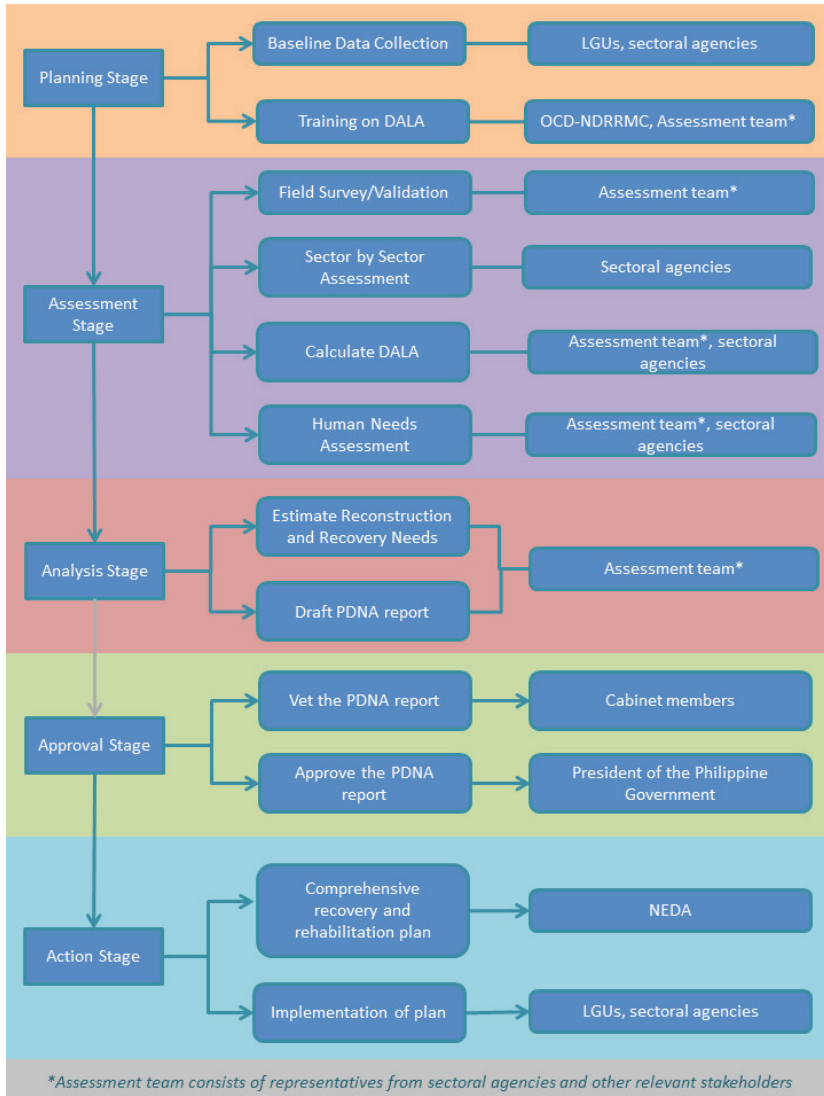 Baseline Data Collection
LGUs, sectoral agencies
Planning Stage
Training on DALA
OCD-NDRRMC, Assessment team*
Field Survey/Validation
Assessment team*
Sector by Sector
Assessment
Sectoral agencies
Assessment
Stage
Calculate DALA
Assessment team*, sectoral
agencies
Human Needs
Assessment
Assessment team*, sectoral
agencies
Estimate Reconstruction
and Recovery Needs
Analysis Stage
Assessment team*
Draft PDNA report
Vet the PDNA report
Cabinet members
Approval Stage
Approve the PDNA
report
President of the Philippine
Government
Comprehensive
recovery and
rehabilitation plan
NEDA
Action Stage
Implementation of plan
LGUs, sectoral agencies
*Assessment team consists of representatives from sectoral agencies and other relevant stakeholders